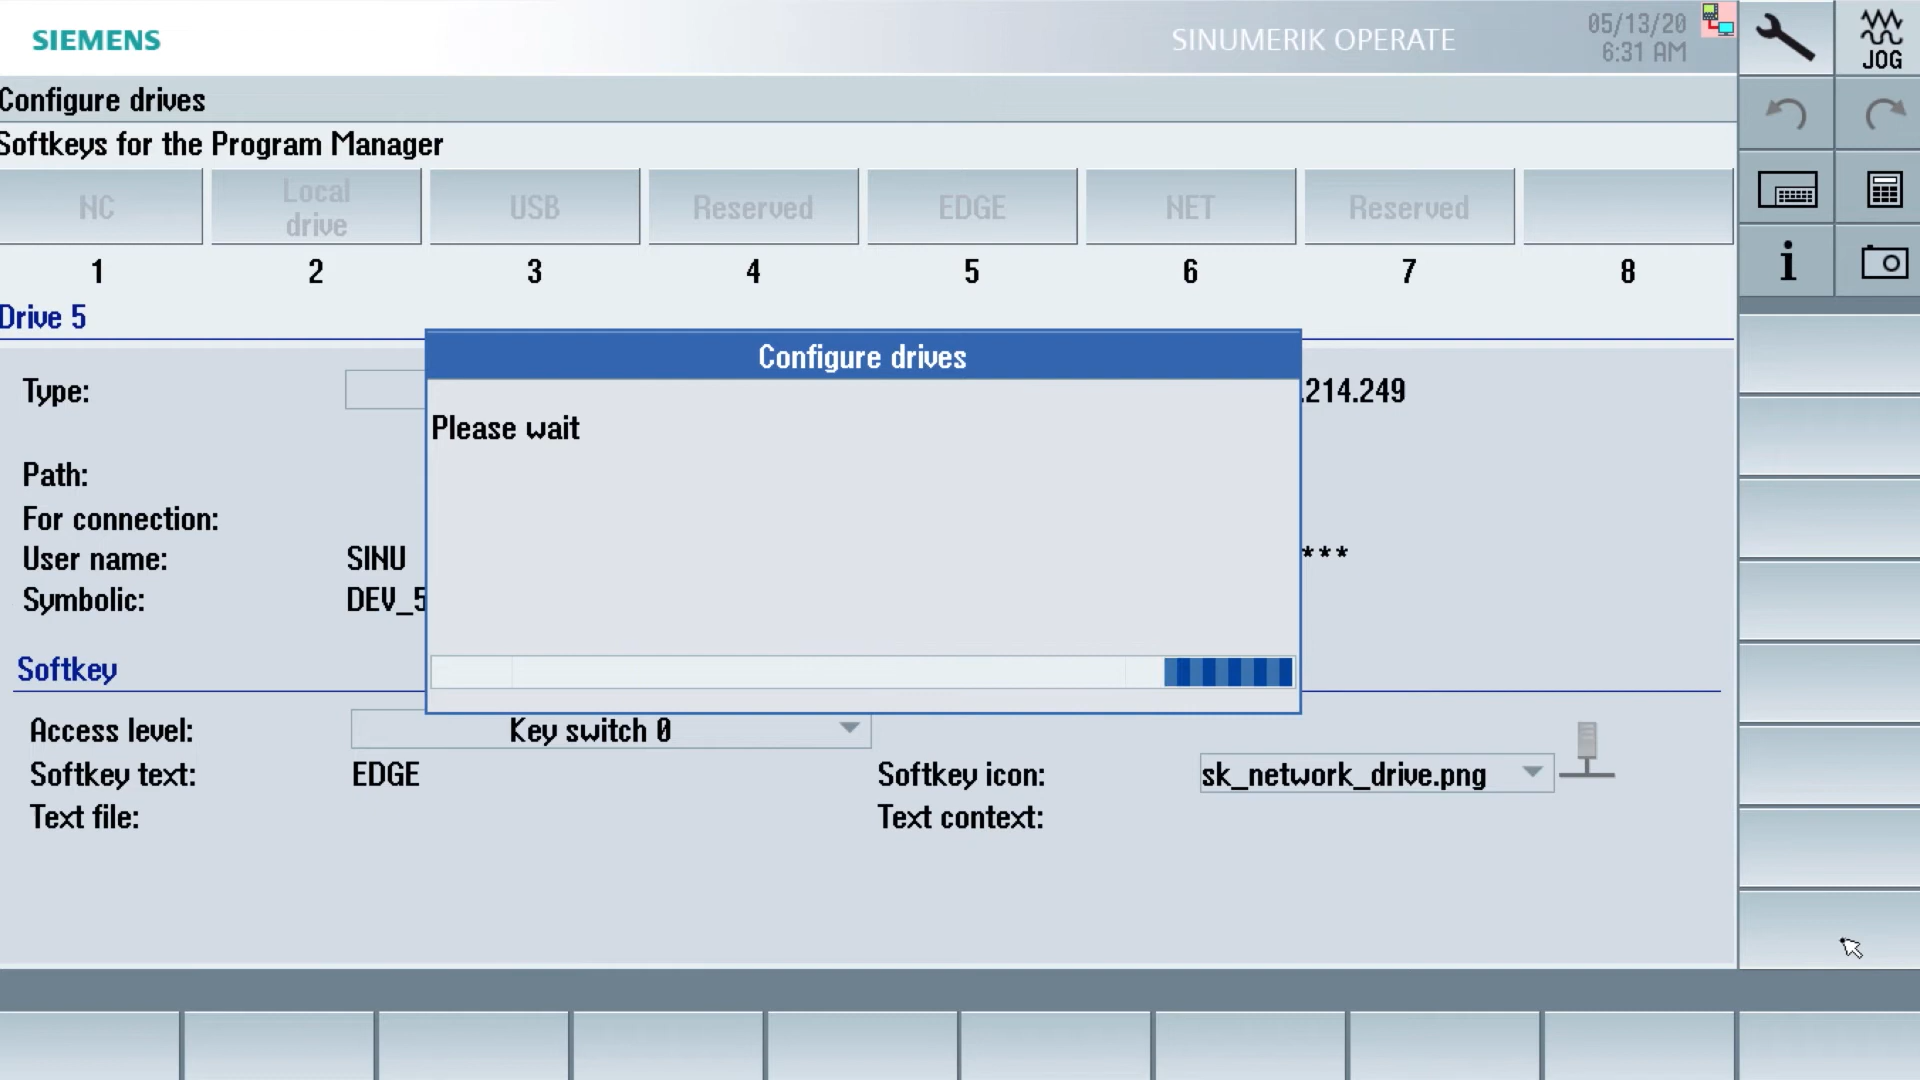 SIEMENS
SINUMERIK OPERATE
05/13/20
6:31 AM
JOG
Configure drives
Softkeys for the Program Manager
NC
Local
drive
USB
Reserved
EDGE
NET
Reserved
1 2 3 4 5 6 7 8
Drive 5
Configure drives
Please wait
Type:
.214.249
Path:
For connection:
User name: SINU ***
Symbolic: DEV_5
Softkey
Access level: Key switch 0
Softkey text: EDGE Softkey icon: sk_network_drive.png
Text file: Text context: